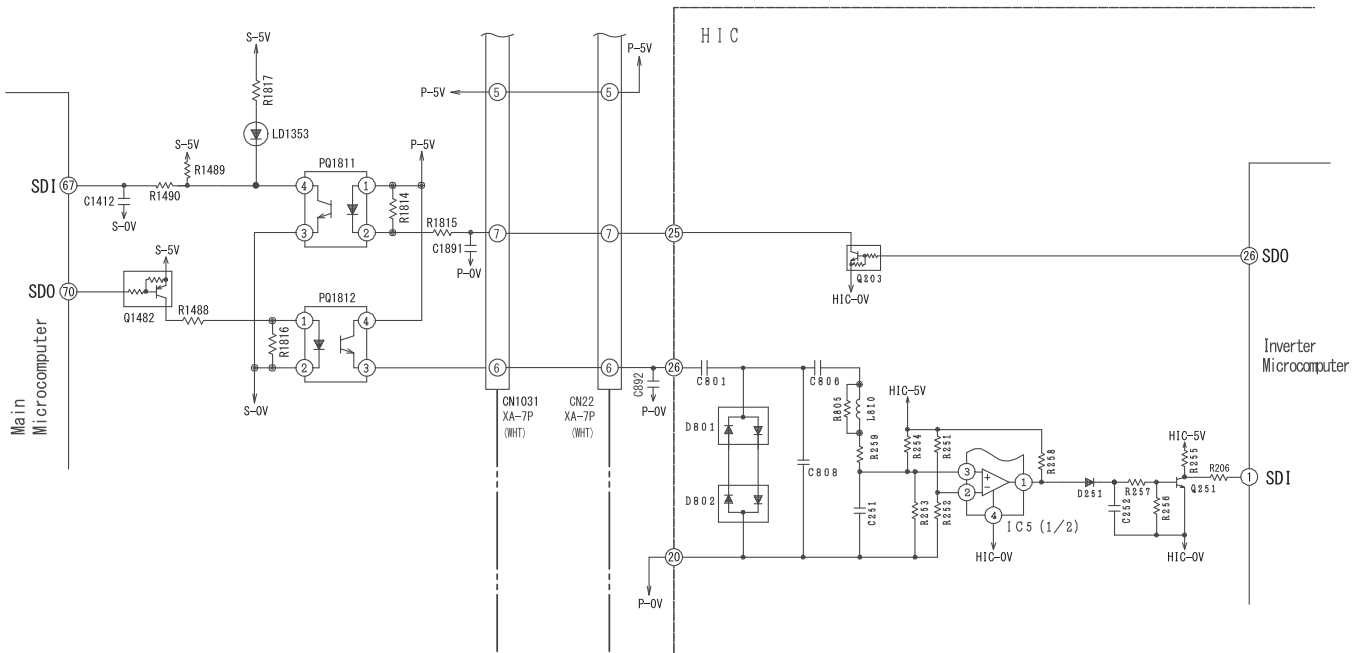 HIC
S-5V
R1817
LD1353
P-5V
P-5V
5
5
S-5V
R1489
P-5V
PQ1811
SDI 67
C1412
S-0V
R1490
4
1
3
2
R1814
R1815
C1891
P-0V
7
7
25
S-5V
SDO 70
Q1482
R1488
R1816
PQ1812
1
4
2
3
S-0V
6
6
C892
P-0V
26
Q203
HIC-0V
26 SDO
Main
Microcomputer
CN1031
XA-7P
(WHT)
CN22
XA-7P
(WHT)
C801
C806
D801
D802
C808
R805
L810
R259
C251
HIC-5V
R254
R251
R253
R252
R258
3
+
2
-
1
4
IC5 (1/2)
HIC-0V
D251
C252
R257
R256
HIC-5V
R255
Q251
R206
HIC-0V
1 SDI
Inverter
Microcomputer
20
P-0V